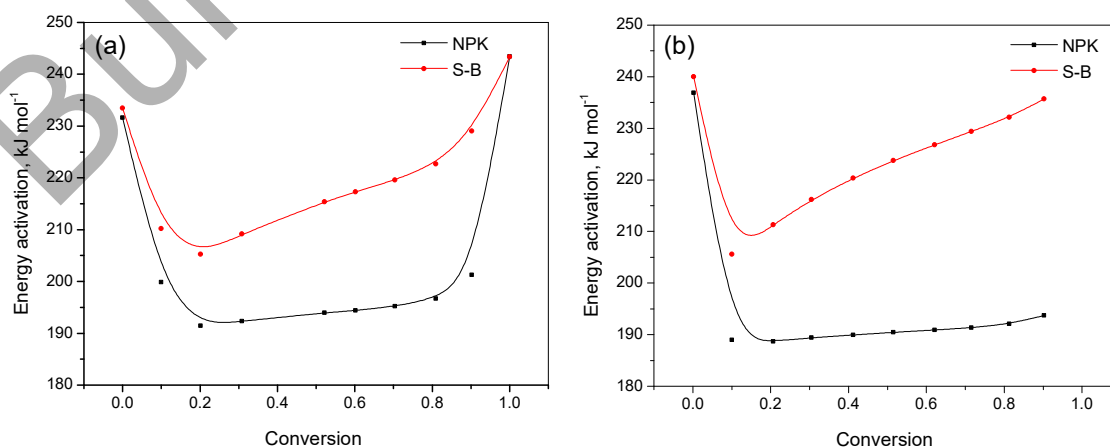 Bul
(a)
NPK
S-B
250
240
230
220
210
200
190
180
Energy activation, kJ mol⁻¹
0.0 0.2 0.4 0.6 0.8 1.0
Conversion
(b)
NPK
S-B
250
240
230
220
210
200
190
180
Energy activation, kJ mol⁻¹
0.0 0.2 0.4 0.6 0.8 1.0
Conversion